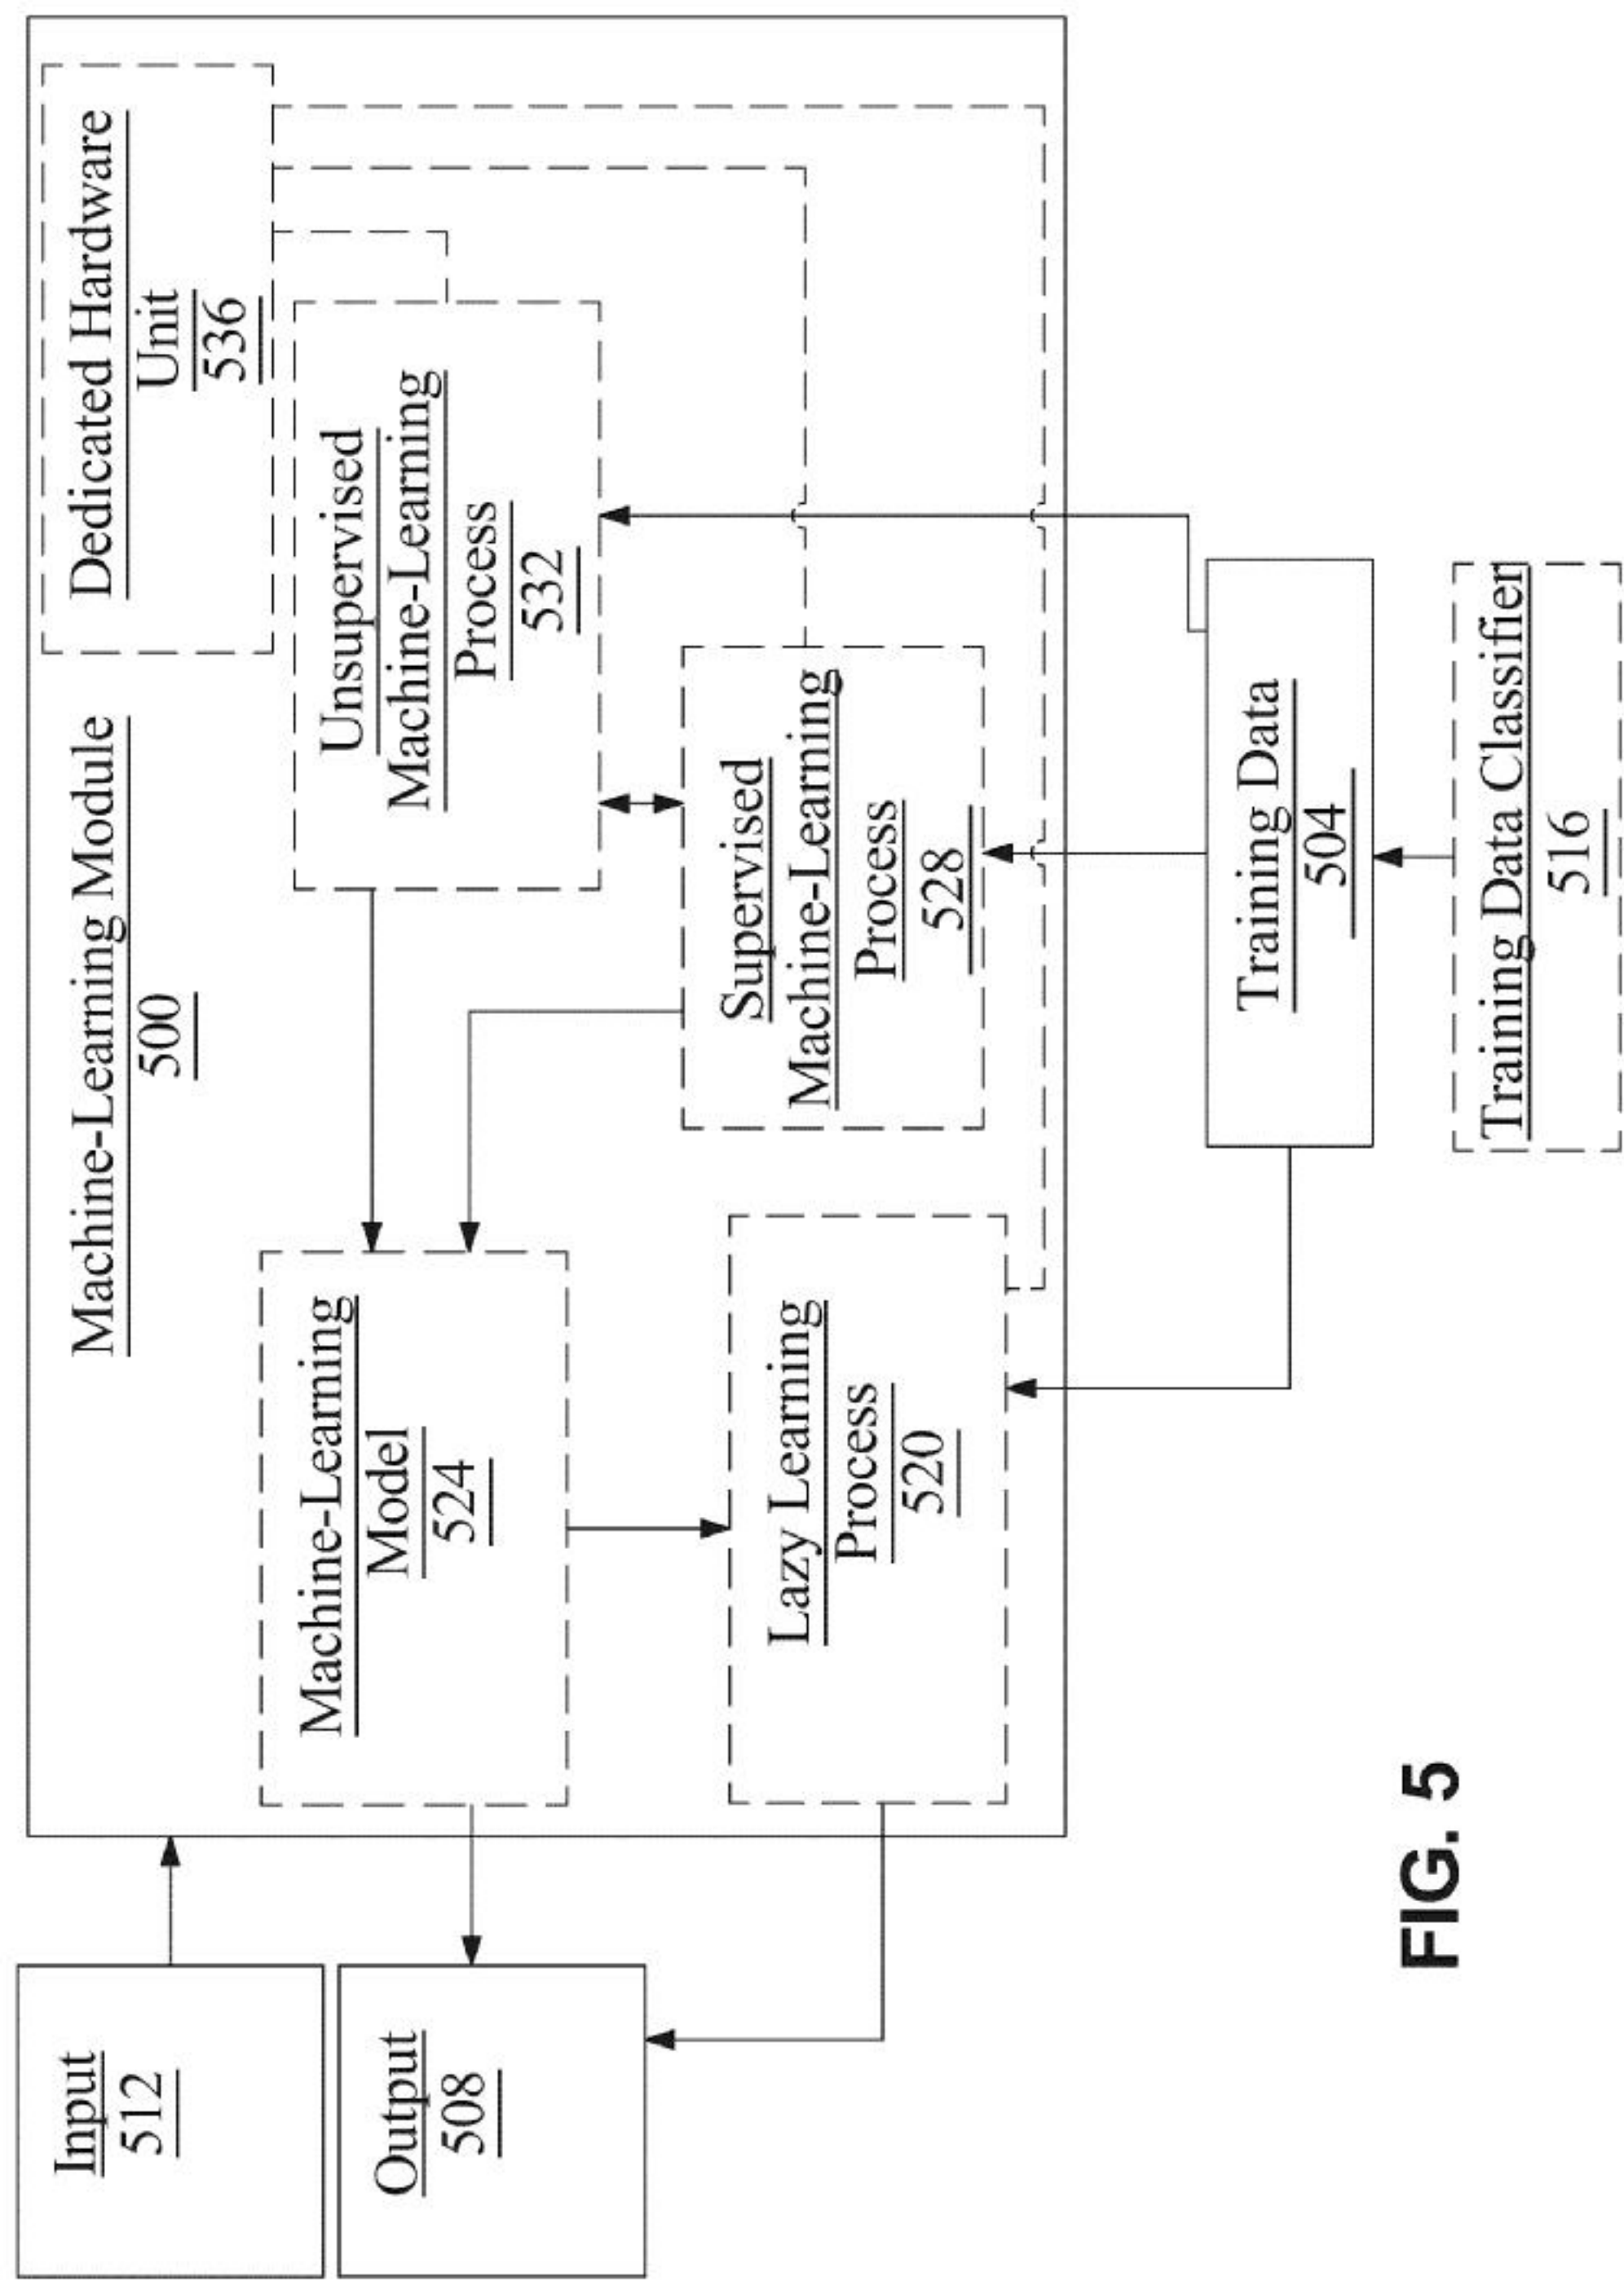 Machine-Learning Module
500
Dedicated Hardware
Unit
536
Input
512
Output
508
Machine-Learning
Model
524
Unsupervised
Machine-Learning
Process
532
Lazy Learning
Process
520
Supervised
Machine-Learning
Process
528
Training Data
504
Training Data Classifier
516
FIG. 5